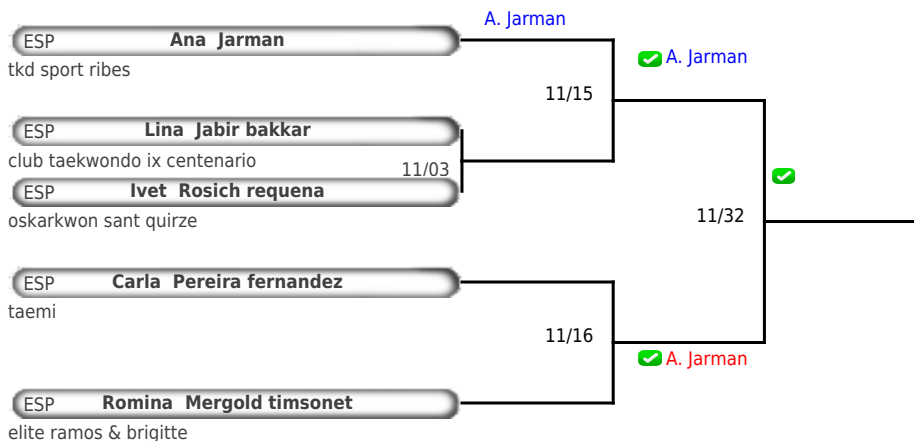 A. Jarman
ESP Ana Jarman
tkd sport ribes
A. Jarman
11/15
ESP Lina Jabir bakkar
club taekwondo ix centenario
11/03
ESP Ivet Rosich requena
oskarkwon sant quirze
11/32
ESP Carla Pereira fernandez
taemi
11/16
A. Jarman
ESP Romina Mergold timsonet
elite ramos & brigitte